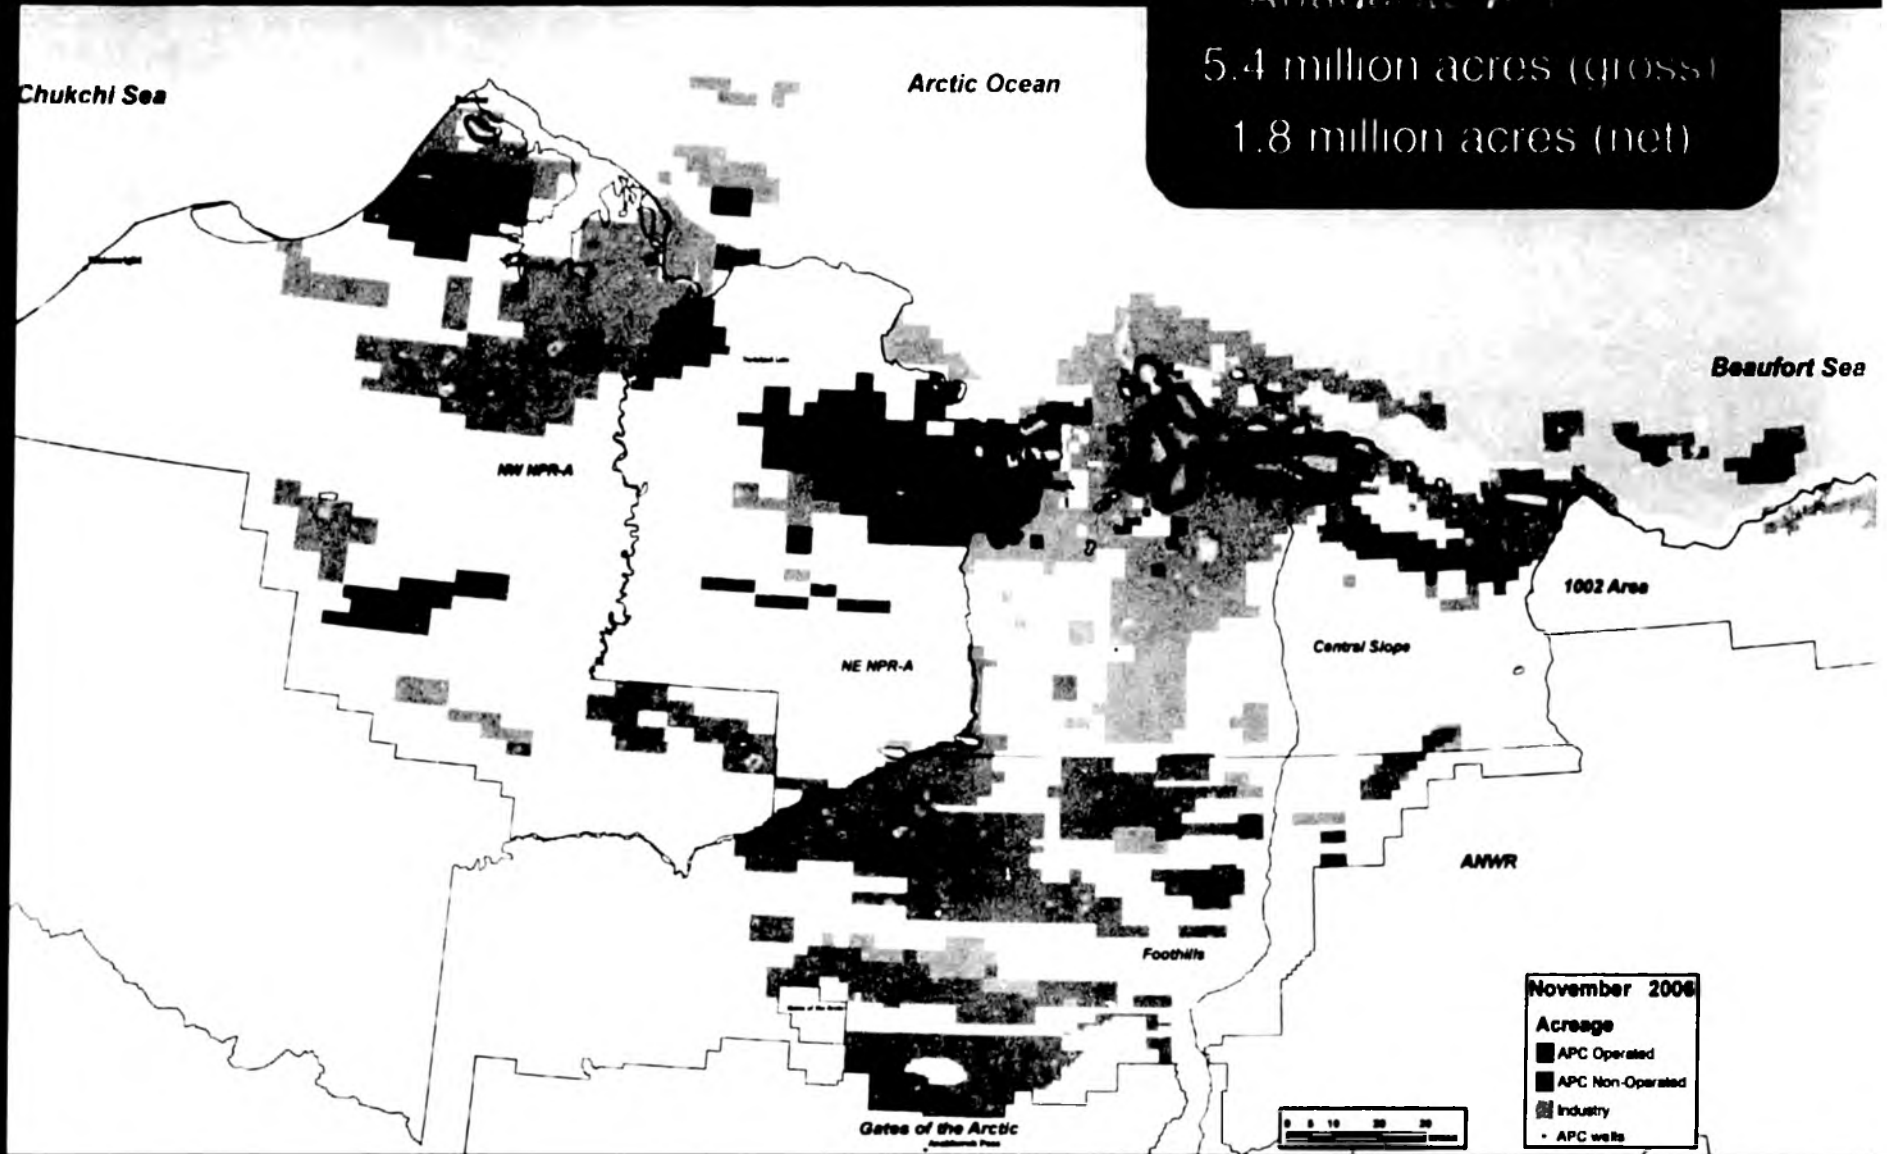 5.4 million acres (gross)
1.8 million acres (net)
Chukchi Sea
Arctic Ocean
Beaufort Sea
NW NPR-A
NE NPR-A
1002 Area
Central Slope
ANWR
Foothills
Gates of the Arctic
November 2006
Acreage
APC Operated
APC Non-Operated
Industry
APC wells